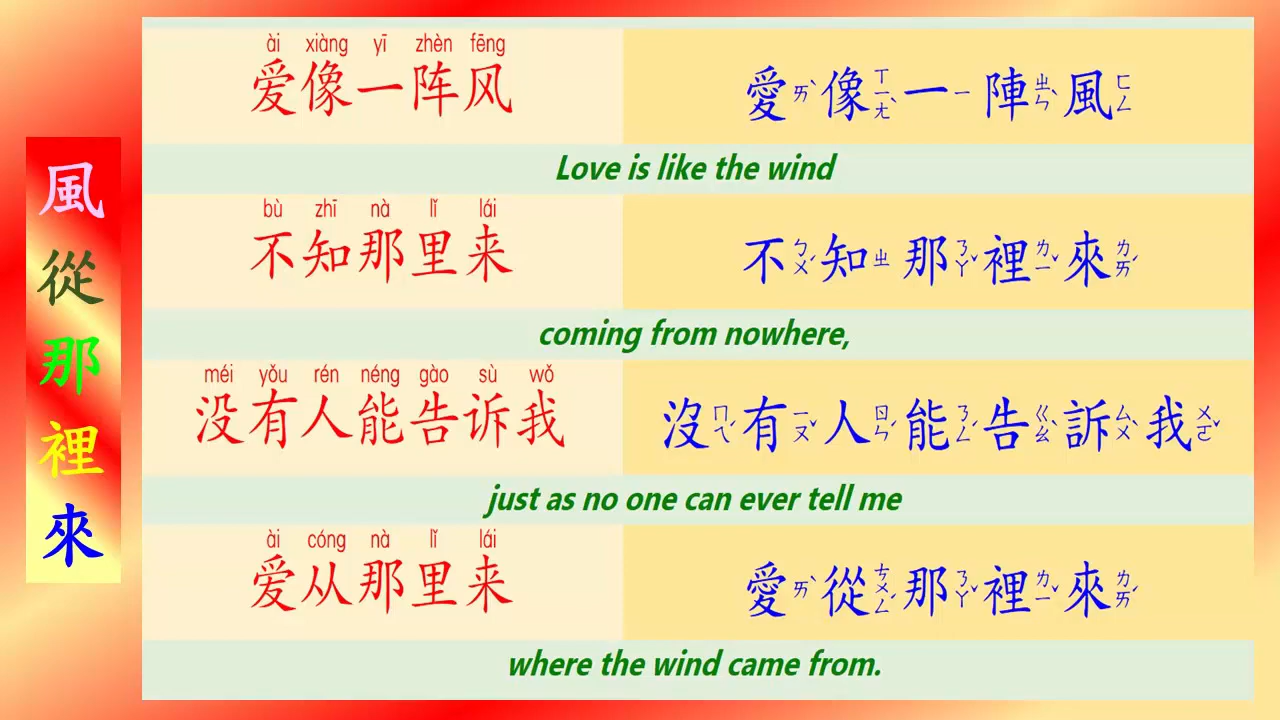 風從那裡來
ài xiàng yī zhèn fēng
爱像一阵风
愛ㄞˋ像ㄒㄧㄤˋ一ㄧ陣ㄓㄣˋ風ㄈㄥ
Love is like the wind
bù zhī nà lǐ lái
不知那里来
不ㄅㄨˊ知ㄓ那ㄋㄚˇ裡ㄌㄧˇ來ㄌㄞˊ
coming from nowhere,
méi yǒu rén néng gào sù wǒ
没有人能告诉我
沒ㄇㄟˊ有ㄧㄡˇ人ㄖㄣˊ能ㄋㄥˊ告ㄍㄠˋ訴ㄙㄨˋ我ㄨㄛˇ
just as no one can ever tell me
ài cóng nà lǐ lái
爱从那里来
愛ㄞˋ從ㄘㄨㄥˊ那ㄋㄚˇ裡ㄌㄧˇ來ㄌㄞˊ
where the wind came from.